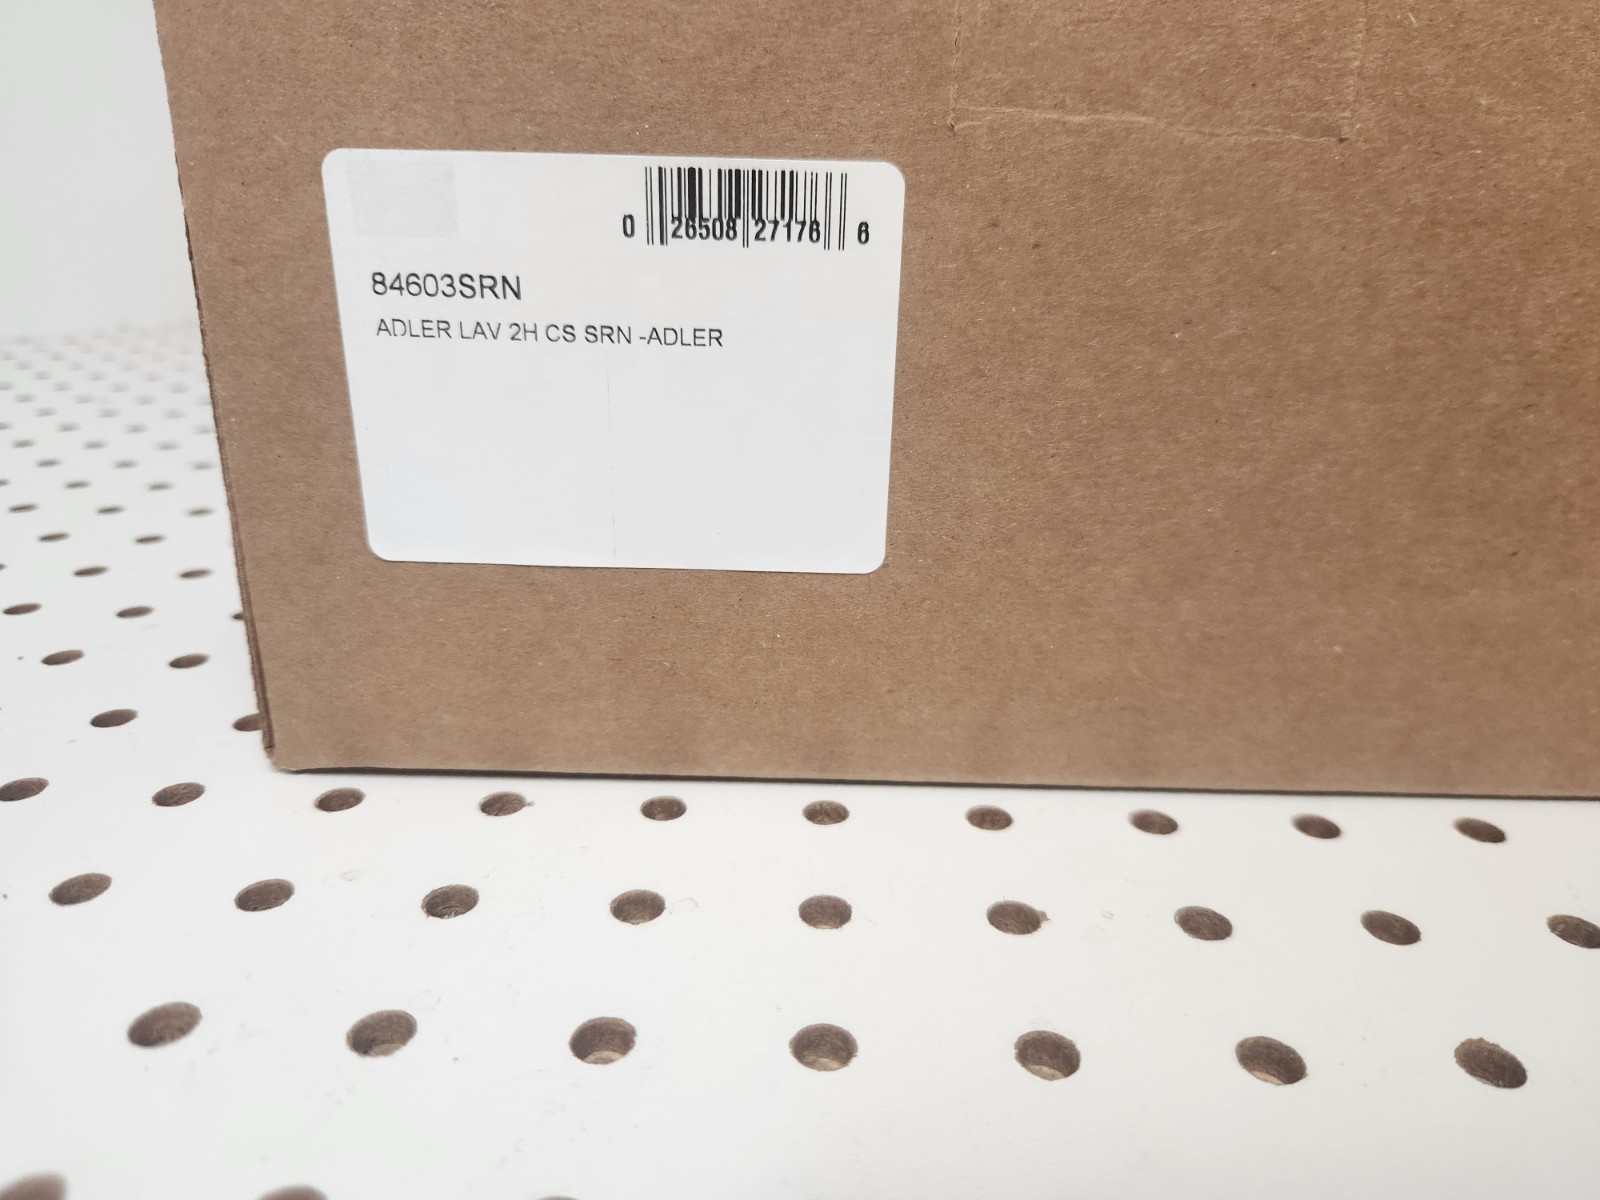 0 26508 27176 6
84603SRN
ADLER LAV 2H CS SRN -ADLER